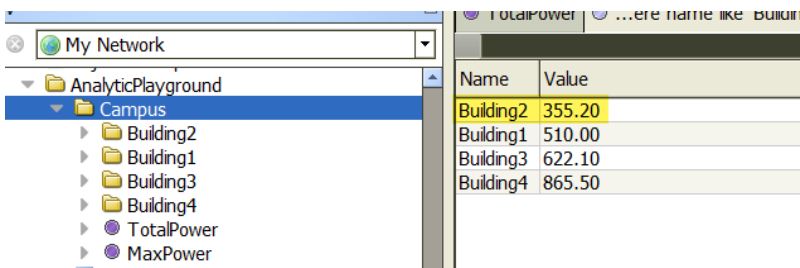 TotalPower ...ere name like 'Buildin
My Network
AnalyticPlayground
Campus
Building2
Building1
Building3
Building4
TotalPower
MaxPower
Name Value
Building2 355.20
Building1 510.00
Building3 622.10
Building4 865.50